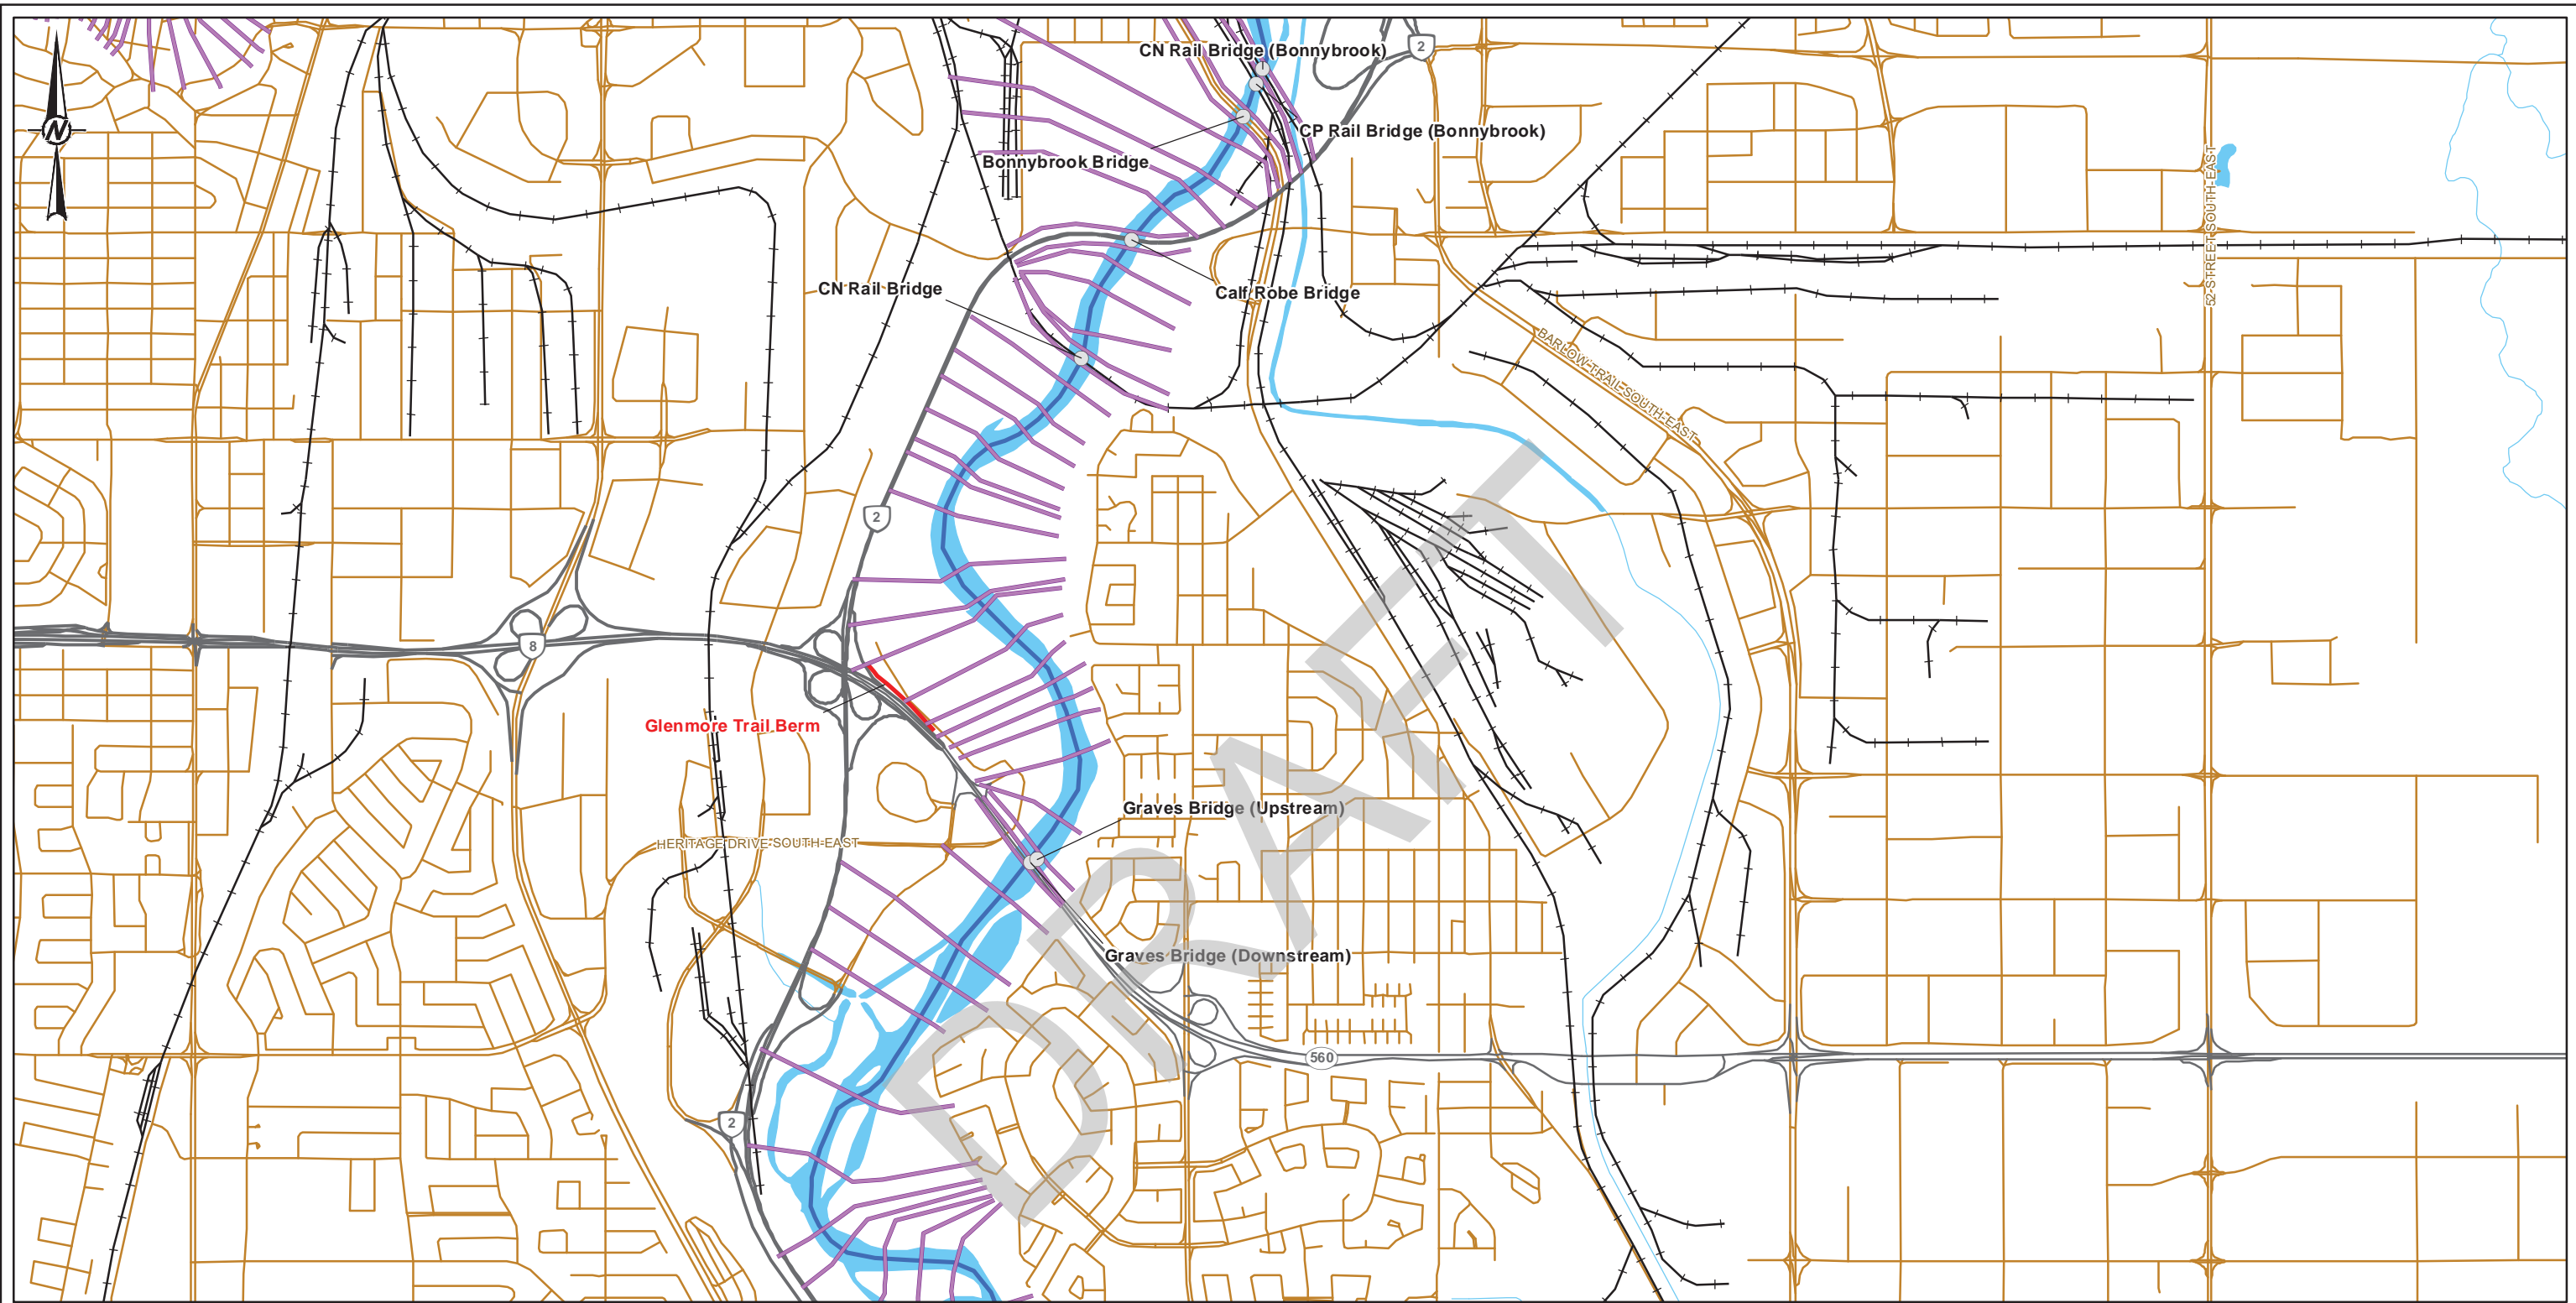 CN Rail Bridge (Bonnybrook)
2
N
CP Rail Bridge (Bonnybrook)
Bonnybrook Bridge
52 STREET SOUTH EAST
CN Rail Bridge
Calf Robe Bridge
BARLOW TRAIL SOUTH EAST
2
8
Glenmore Trail Berm
DRAFT
Graves Bridge (Upstream)
HERITAGE DRIVE SOUTH EAST
Graves Bridge (Downstream)
560
2